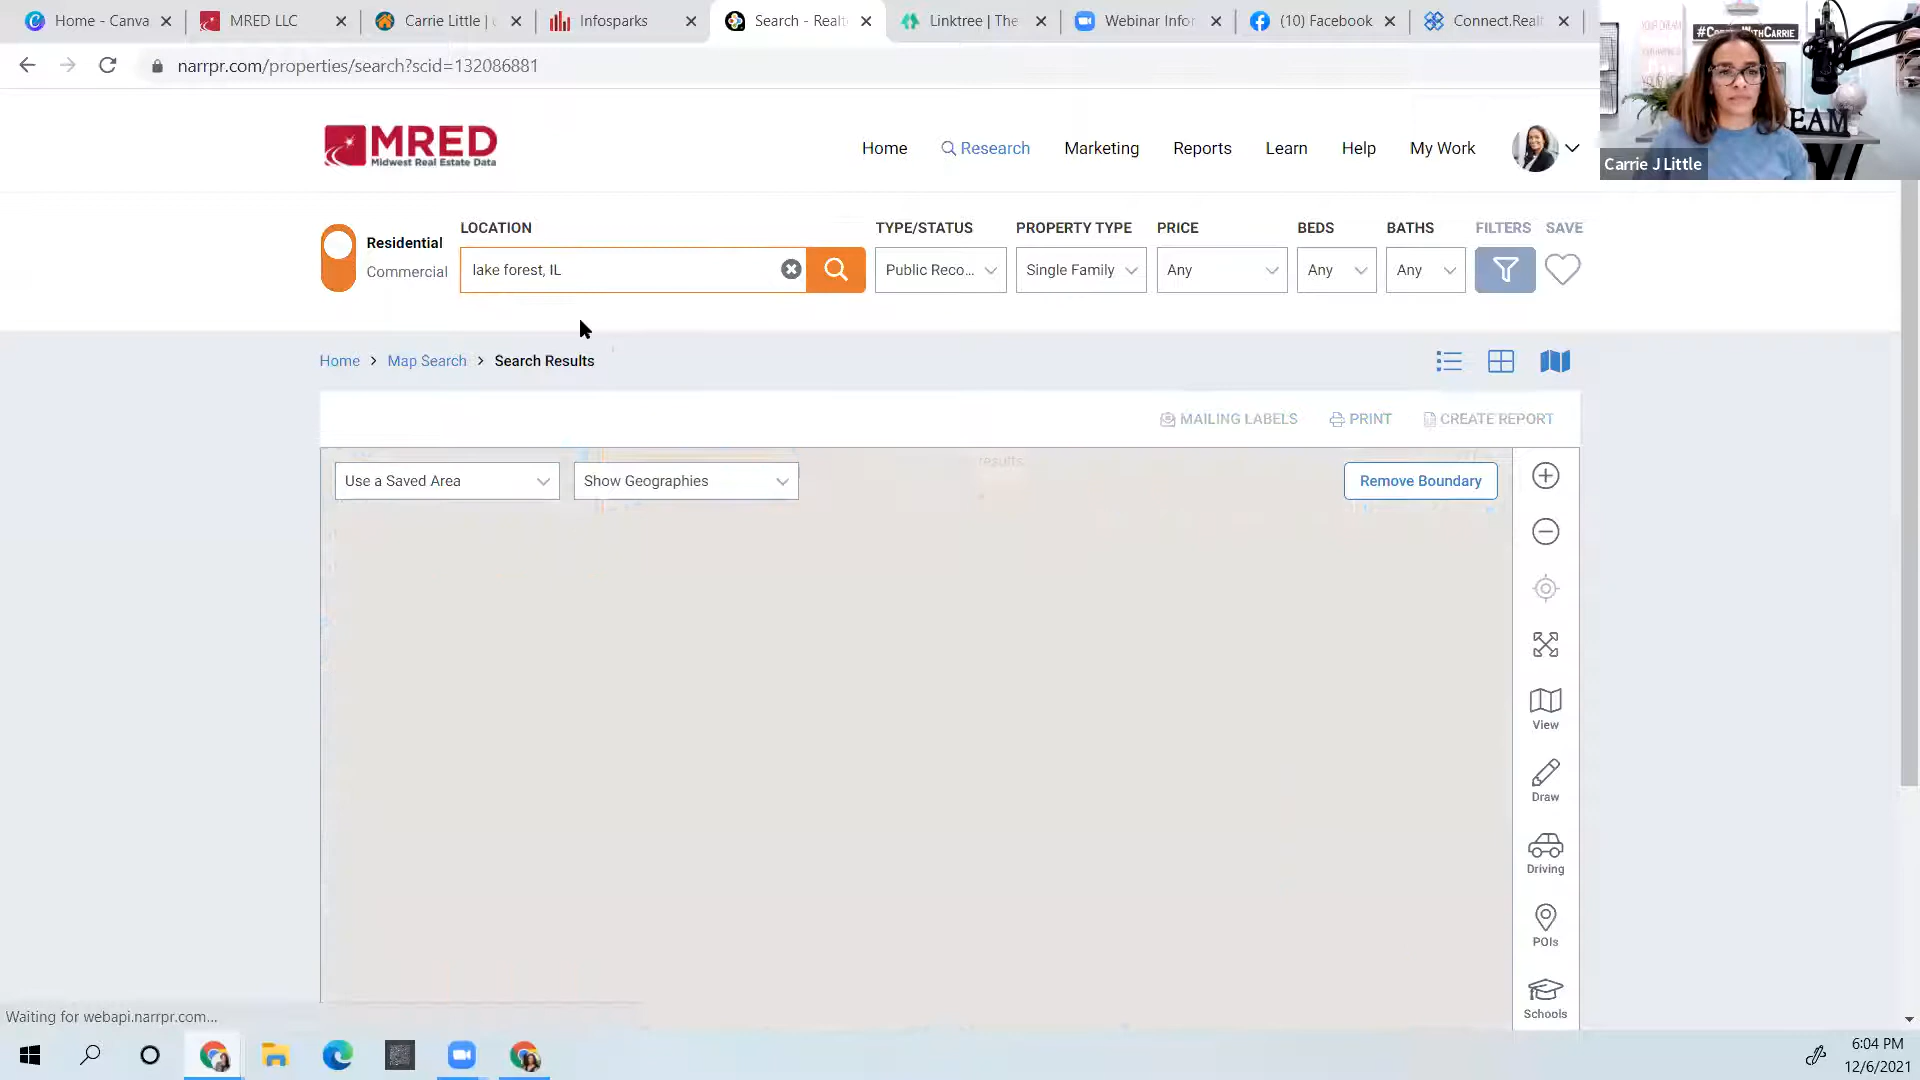 Home - Canva
MRED LLC
Carrie Little |
Infosparks
Search - Realt
Linktree | The
Webinar Infor
(10) Facebook
Connect.Realt
narrpr.com/properties/search?scid=132086881
#CoffeeWithCarrie
EAM
Carrie J Little
MRED
Midwest Real Estate Data
Home
Research
Marketing
Reports
Learn
Help
My Work
Residential
Commercial
LOCATION
lake forest, IL
TYPE/STATUS
Public Reco...
PROPERTY TYPE
Single Family
PRICE
Any
BEDS
Any
BATHS
Any
FILTERS
SAVE
Home > Map Search > Search Results
MAILING LABELS
PRINT
CREATE REPORT
results
Use a Saved Area
Show Geographies
Remove Boundary
View
Draw
Driving
POIs
Schools
Waiting for webapi.narrpr.com...
6:04 PM
12/6/2021